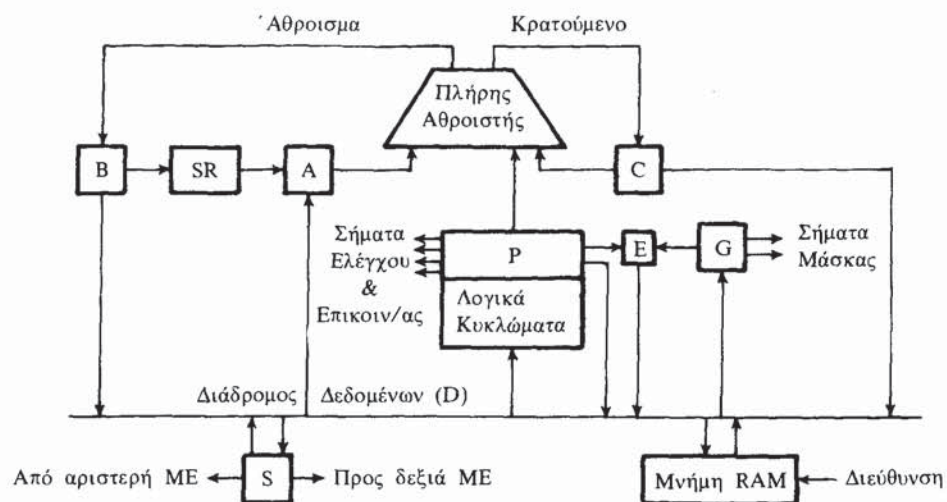 Άθροισμα
Κρατούμενο
Πλήρης
Αθροιστής
B
SR
A
C
Σήματα
Ελέγχου
&
Επικοιν/ας
P
Λογικά
Κυκλώματα
E
G
Σήματα
Μάσκας
Διάδρομος Δεδομένων (D)
Από αριστερή ΜΕ
S
Προς δεξιά ΜΕ
Μνήμη RAM
Διεύθυνση